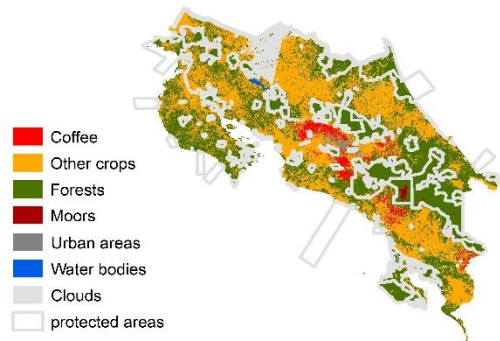 Coffee
Other crops
Forests
Moors
Urban areas
Water bodies
Clouds
protected areas